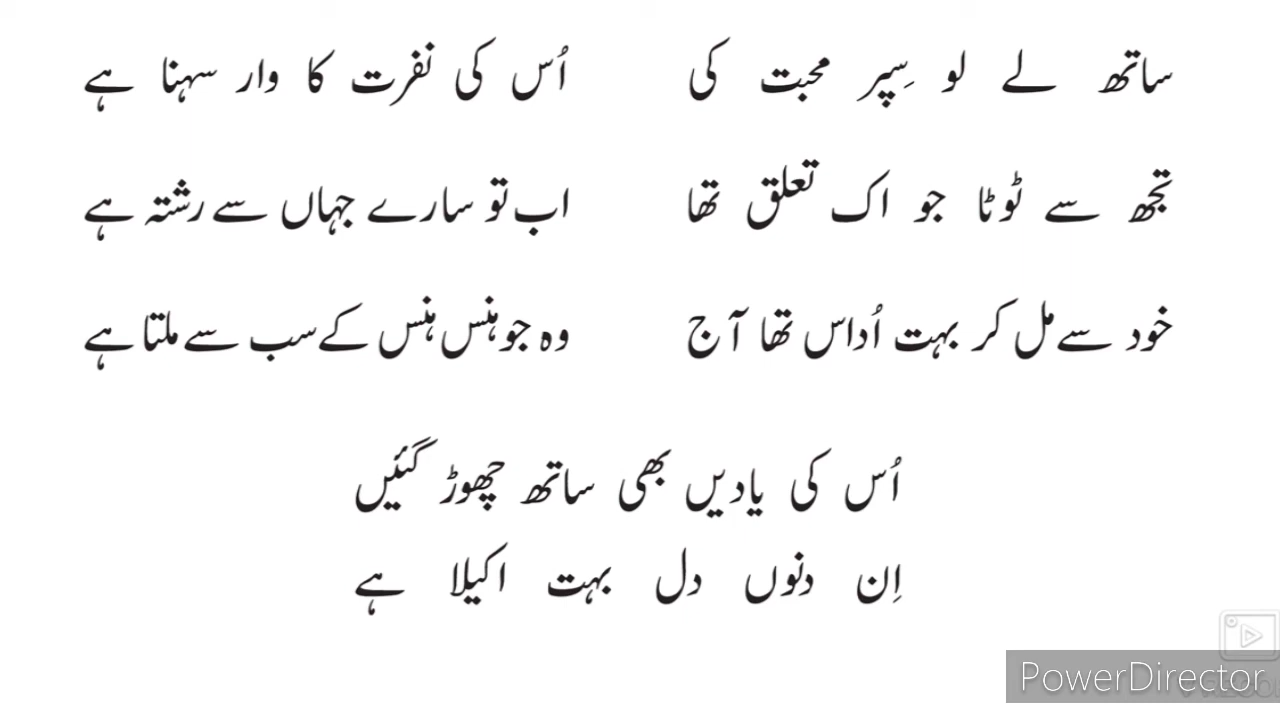 ساتھ لے لو سِپر محبت کی اُس کی نفرت کا وار سہنا ہے
تجھ سے ٹوٹا جو اک تعلق تھا اب تو سارے جہاں سے رشتہ ہے
خود سے مل کر بہت اُداس تھا آج وہ جو ہنس ہنس کے سب سے ملتا ہے
اُس کی یادیں بھی ساتھ چھوڑ گئیں
اِن دنوں دل بہت اکیلا ہے
PowerDirector